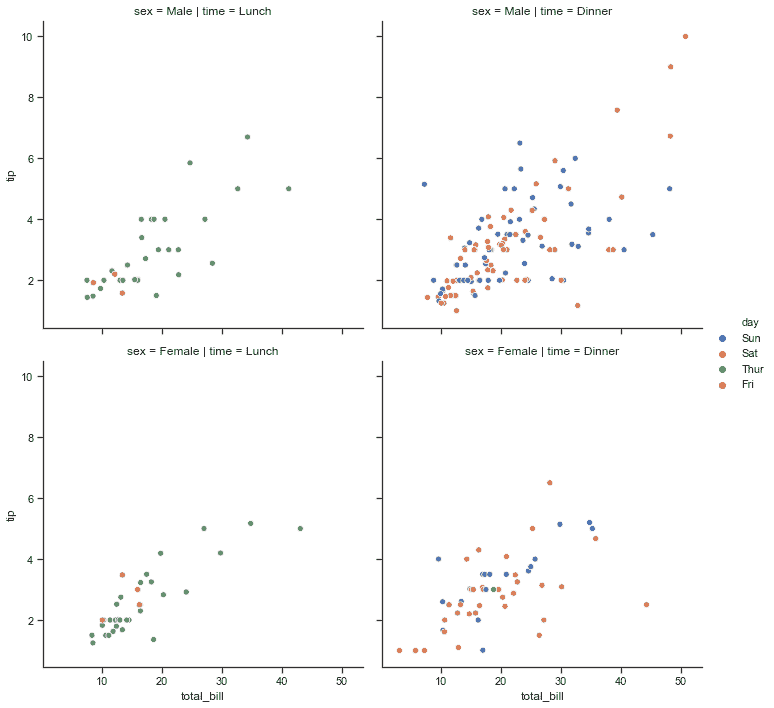 sex = Male | time = Lunch
sex = Male | time = Dinner
10
8
6
4
2
tip
day
Sun
Sat
Thur
Fri
sex = Female | time = Lunch
sex = Female | time = Dinner
10
8
6
4
2
tip
10 20 30 40 50
10 20 30 40 50
total_bill
total_bill